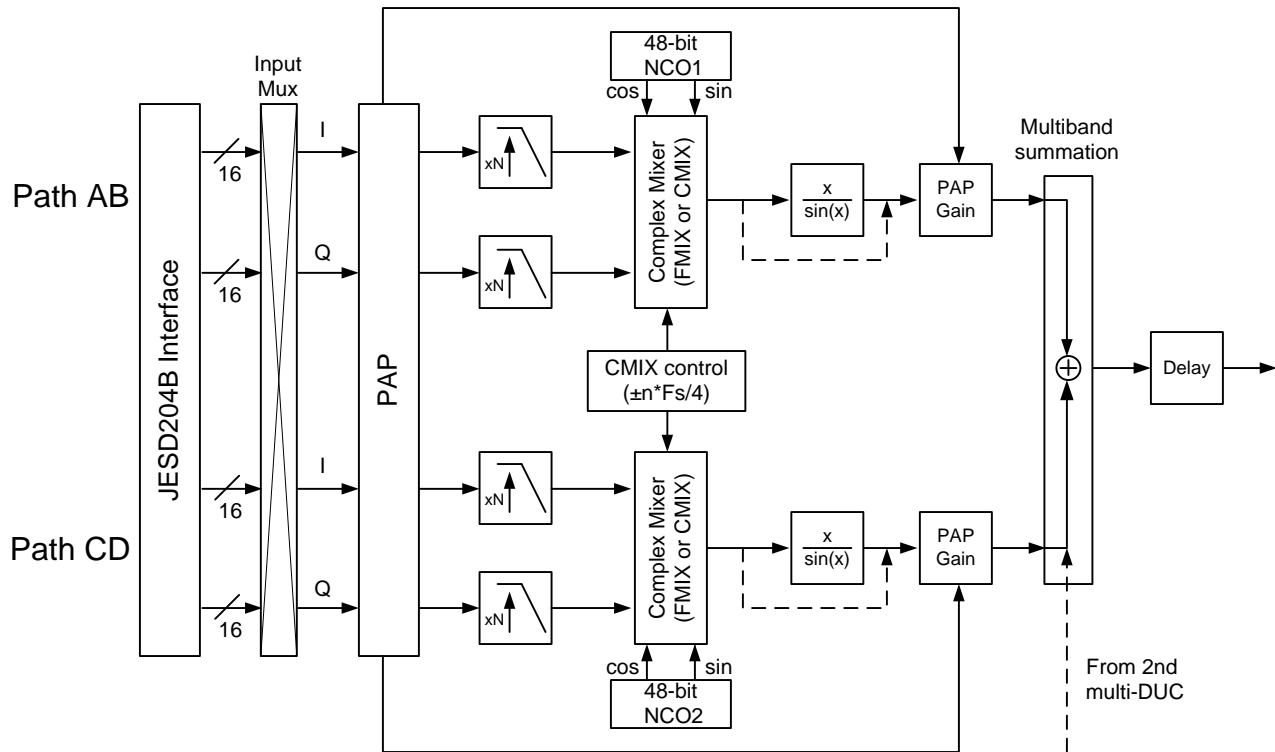 48-bit
NCO1
Input
Mux
cos
sin
I
xN
Multiband
summation
16
Path AB
Complex Mixer
(FMIX or CMIX)
x
sin(x)
PAP
Gain
Q
xN
16
JESD204B Interface
PAP
CMIX control
(±n*Fs/4)
+
Delay
I
xN
16
Path CD
Complex Mixer
(FMIX or CMIX)
x
sin(x)
PAP
Gain
Q
xN
16
cos
sin
48-bit
NCO2
From 2nd
multi-DUC